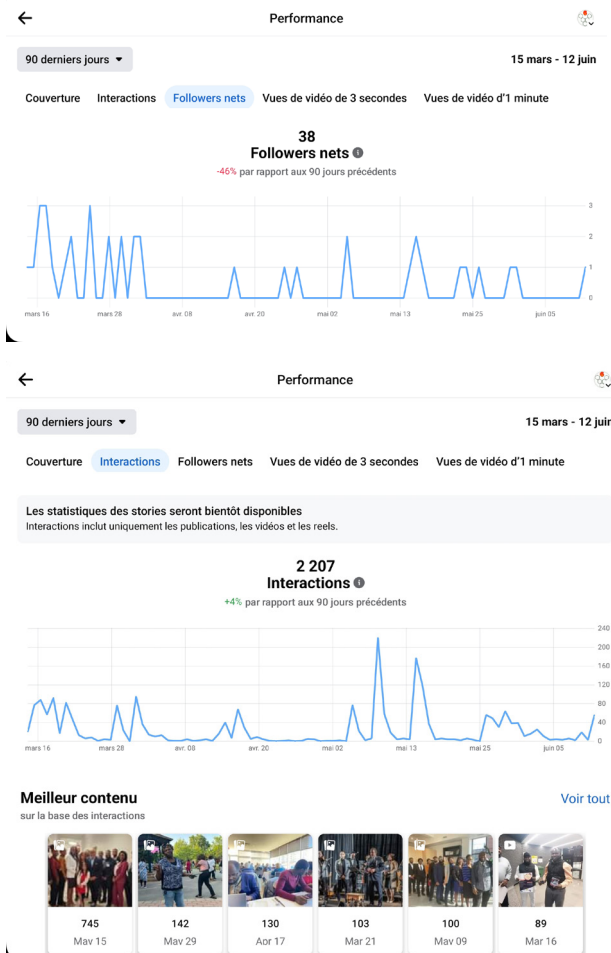 Performance
90 derniers jours
15 mars - 12 juin
Couverture Interactions Followers nets Vues de vidéo de 3 secondes Vues de vidéo d'1 minute
38
Followers nets
-46% par rapport aux 90 jours précédents
3
2
1
0
mars 16 mars 28 avr. 08 avr. 20 mai 02 mai 13 mai 25 juin 05
Performance
90 derniers jours
15 mars - 12 juin
Couverture Interactions Followers nets Vues de vidéo de 3 secondes Vues de vidéo d'1 minute
Les statistiques des stories seront bientôt disponibles
Interactions inclut uniquement les publications, les vidéos et les reels.
2 207
Interactions
+4% par rapport aux 90 jours précédents
240
200
160
120
80
40
0
mars 16 mars 28 avr. 08 avr. 20 mai 02 mai 13 mai 25 juin 05
Meilleur contenu
Voir tout
sur la base des interactions
745 142 130 103 100 89
May 15 May 29 Apr 17 Mar 21 May 09 Mar 16